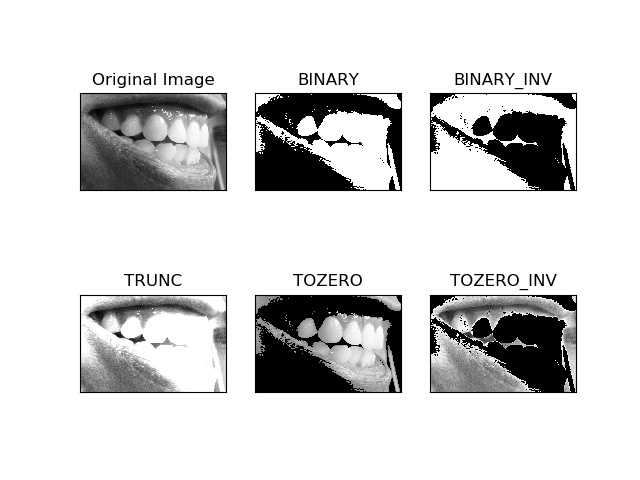 Original Image
BINARY
BINARY_INV
TRUNC
TOZERO
TOZERO_INV